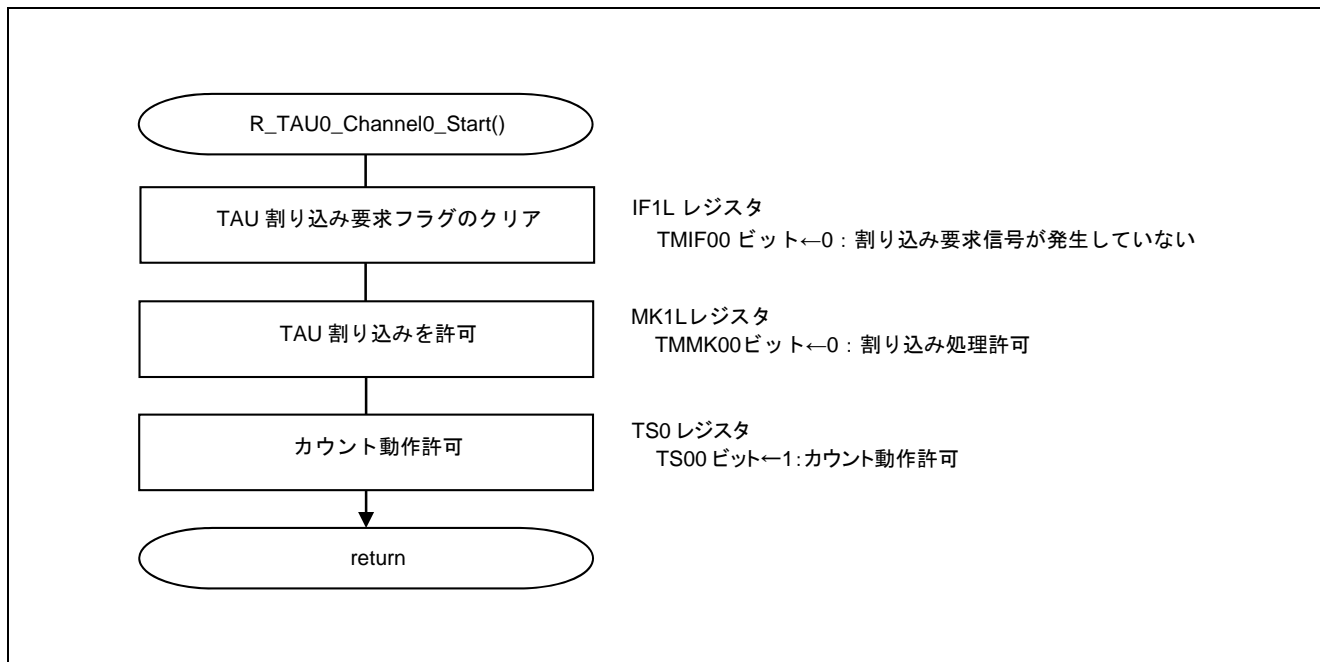 R_TAU0_Channel0_Start()
TAU 割り込み要求フラグのクリア
IF1L レジスタ
TMIF00 ビット←0 : 割り込み要求信号が発生していない
TAU 割り込みを許可
MK1Lレジスタ
TMMK00ビット←0 : 割り込み処理許可
カウント動作許可
TS0 レジスタ
TS00 ビット←1:カウント動作許可
return